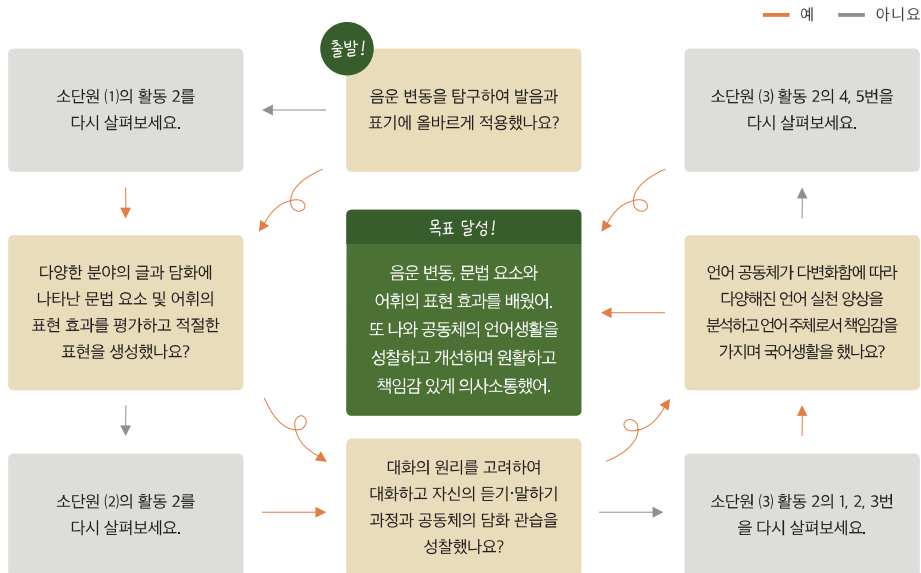 예 아니요
출발!
소단원 (1)의 활동 2를
다시 살펴보세요.
음운 변동을 탐구하여 발음과
표기에 올바르게 적용했나요?
소단원 (3) 활동 2의 4, 5번을
다시 살펴보세요.
다양한 분야의 글과 담화에
나타난 문법 요소 및 어휘의
표현 효과를 평가하고 적절한
표현을 생성했나요?
목표 달성!
음운 변동, 문법 요소와
어휘의 표현 효과를 배웠어.
또 나와 공동체의 언어생활을
성찰하고 개선하며 원활하고
책임감 있게 의사소통했어.
언어 공동체가 다변화함에 따라
다양해진 언어 실천 양상을
분석하고 언어 주체로서 책임감을
가지며 국어생활을 했나요?
소단원 (2)의 활동 2를
다시 살펴보세요.
대화의 원리를 고려하여
대화하고 자신의 듣기·말하기
과정과 공동체의 담화 관습을
성찰했나요?
소단원 (3) 활동 2의 1, 2, 3번
을 다시 살펴보세요.